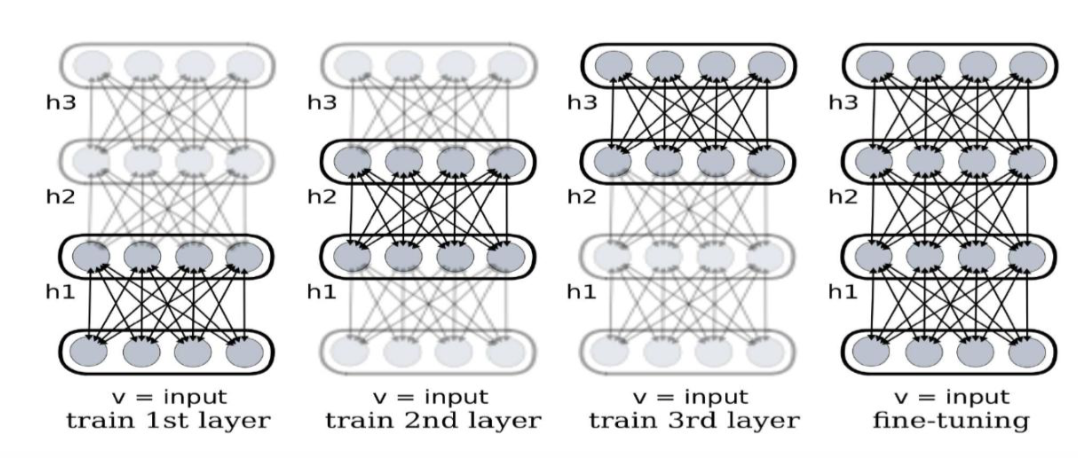 h3
h2
h1
v = input
train 1st layer
h3
h2
h1
v = input
train 2nd layer
h3
h2
h1
v = input
train 3rd layer
h3
h2
h1
v = input
fine-tuning